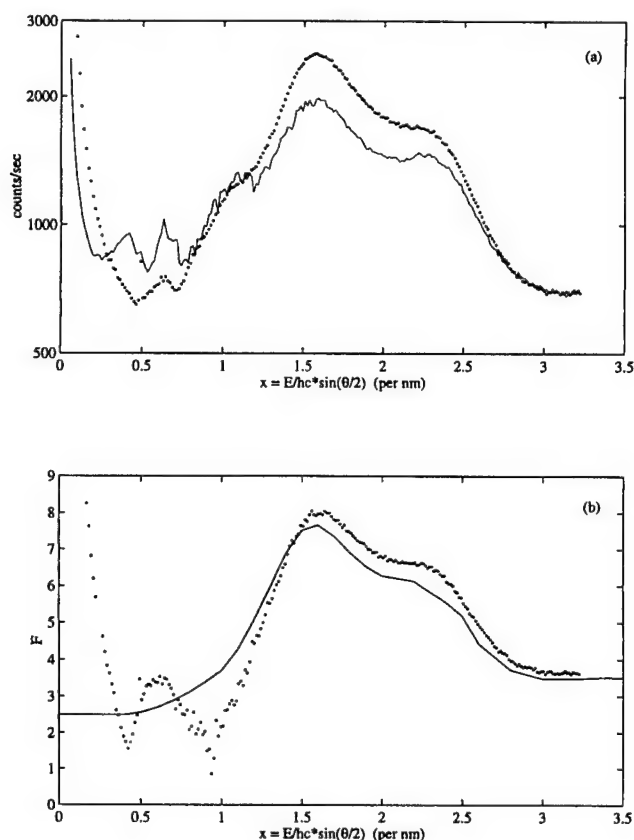 3000
(a)
2000
counts/sec
1000
500
0 0.5 1 1.5 2 2.5 3 3.5
x = E/hc*sin(θ/2) (per nm)
9
(b)
8
7
6
5
F
4
3
2
1
0
0 0.5 1 1.5 2 2.5 3 3.5
x = E/hc*sin(θ/2) (per nm)